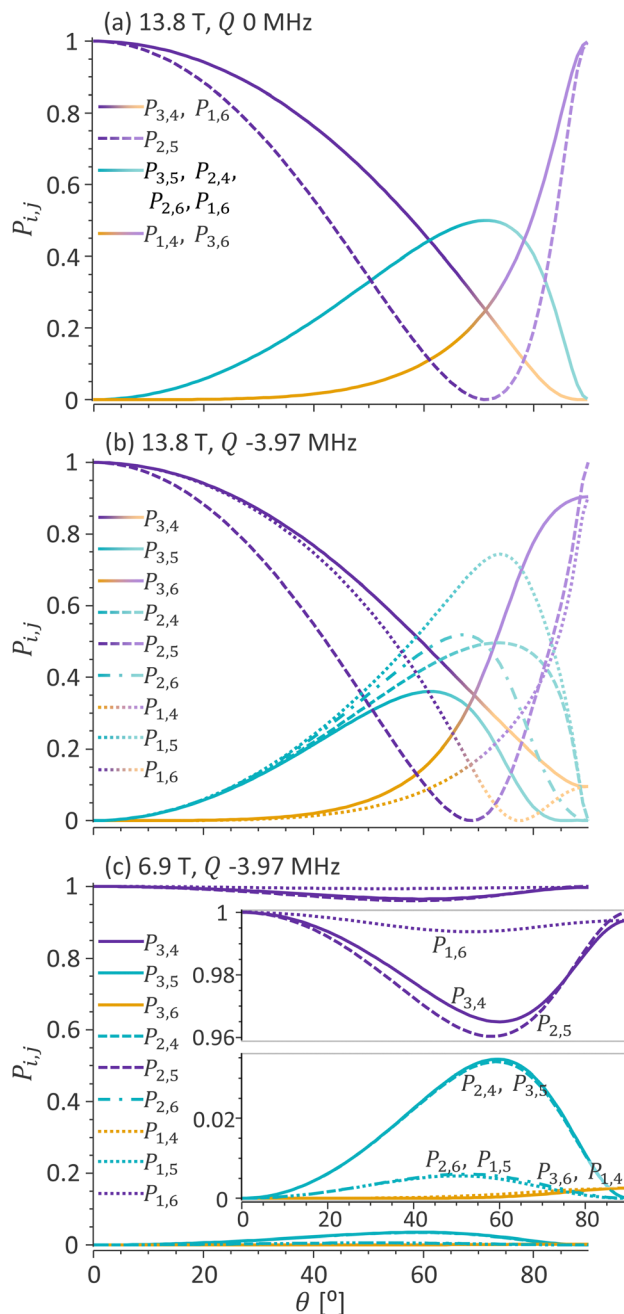 (a) 13.8 T, Q 0 MHz
1
0.8
0.6
0.4
0.2
0
P_{i,j}
P_{3,4}, P_{1,6}
P_{2,5}
P_{3,5}, P_{2,4},
P_{2,6}, P_{1,6}
P_{1,4}, P_{3,6}
(b) 13.8 T, Q -3.97 MHz
1
0.8
0.6
0.4
0.2
0
P_{i,j}
P_{3,4}
P_{3,5}
P_{3,6}
P_{2,4}
P_{2,5}
P_{2,6}
P_{1,4}
P_{1,5}
P_{1,6}
(c) 6.9 T, Q -3.97 MHz
1
0.8
0.6
0.4
0.2
0
P_{i,j}
P_{3,4}
P_{3,5}
P_{3,6}
P_{2,4}
P_{2,5}
P_{2,6}
P_{1,4}
P_{1,5}
P_{1,6}
1
0.98
0.96
P_{1,6}
P_{3,4}
P_{2,5}
0.02
0
P_{2,4}, P_{3,5}
P_{2,6}, P_{1,5}
P_{3,6}, P_{1,4}
0 20 40 60 80
0 20 40 60 80
θ [º]